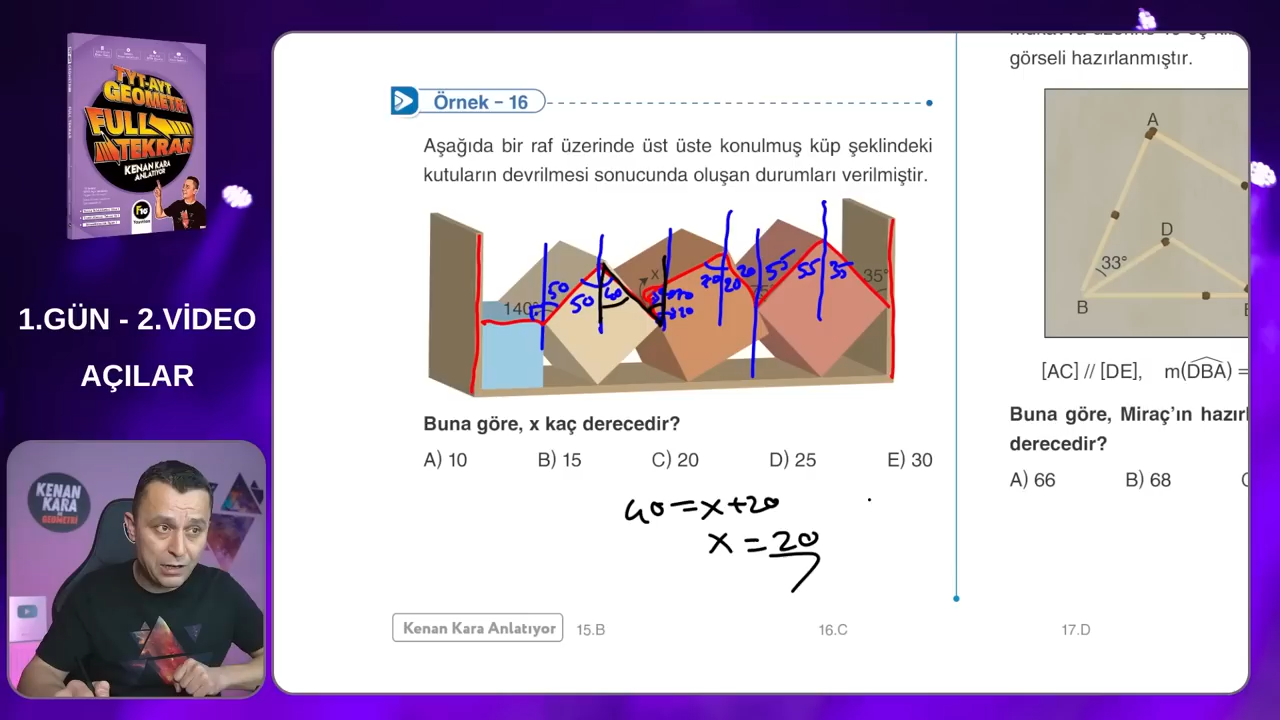 TYT-AYT
GEOMETRİ
FULL
TEKRAR
KENAN KARA
ANLATIYOR
1.GÜN - 2.VİDEO
AÇILAR
KENAN
KARA
GEOMETRİ
Örnek – 16
Aşağıda bir raf üzerinde üst üste konulmuş küp şeklindeki
kutuların devrilmesi sonucunda oluşan durumları verilmiştir.
140°
50
50
40
x
70
20
70
20
20
55
55
35
35°
Buna göre, x kaç derecedir?
A) 10 B) 15 C) 20 D) 25 E) 30
40=x+20
x=20
Kenan Kara Anlatıyor
15.B 16.C 17.D
görseli hazırlanmıştır.
A
D
33°
B
[AC] // [DE], m(DBA) =
Buna göre, Miraç'ın hazırl
derecedir?
A) 66 B) 68